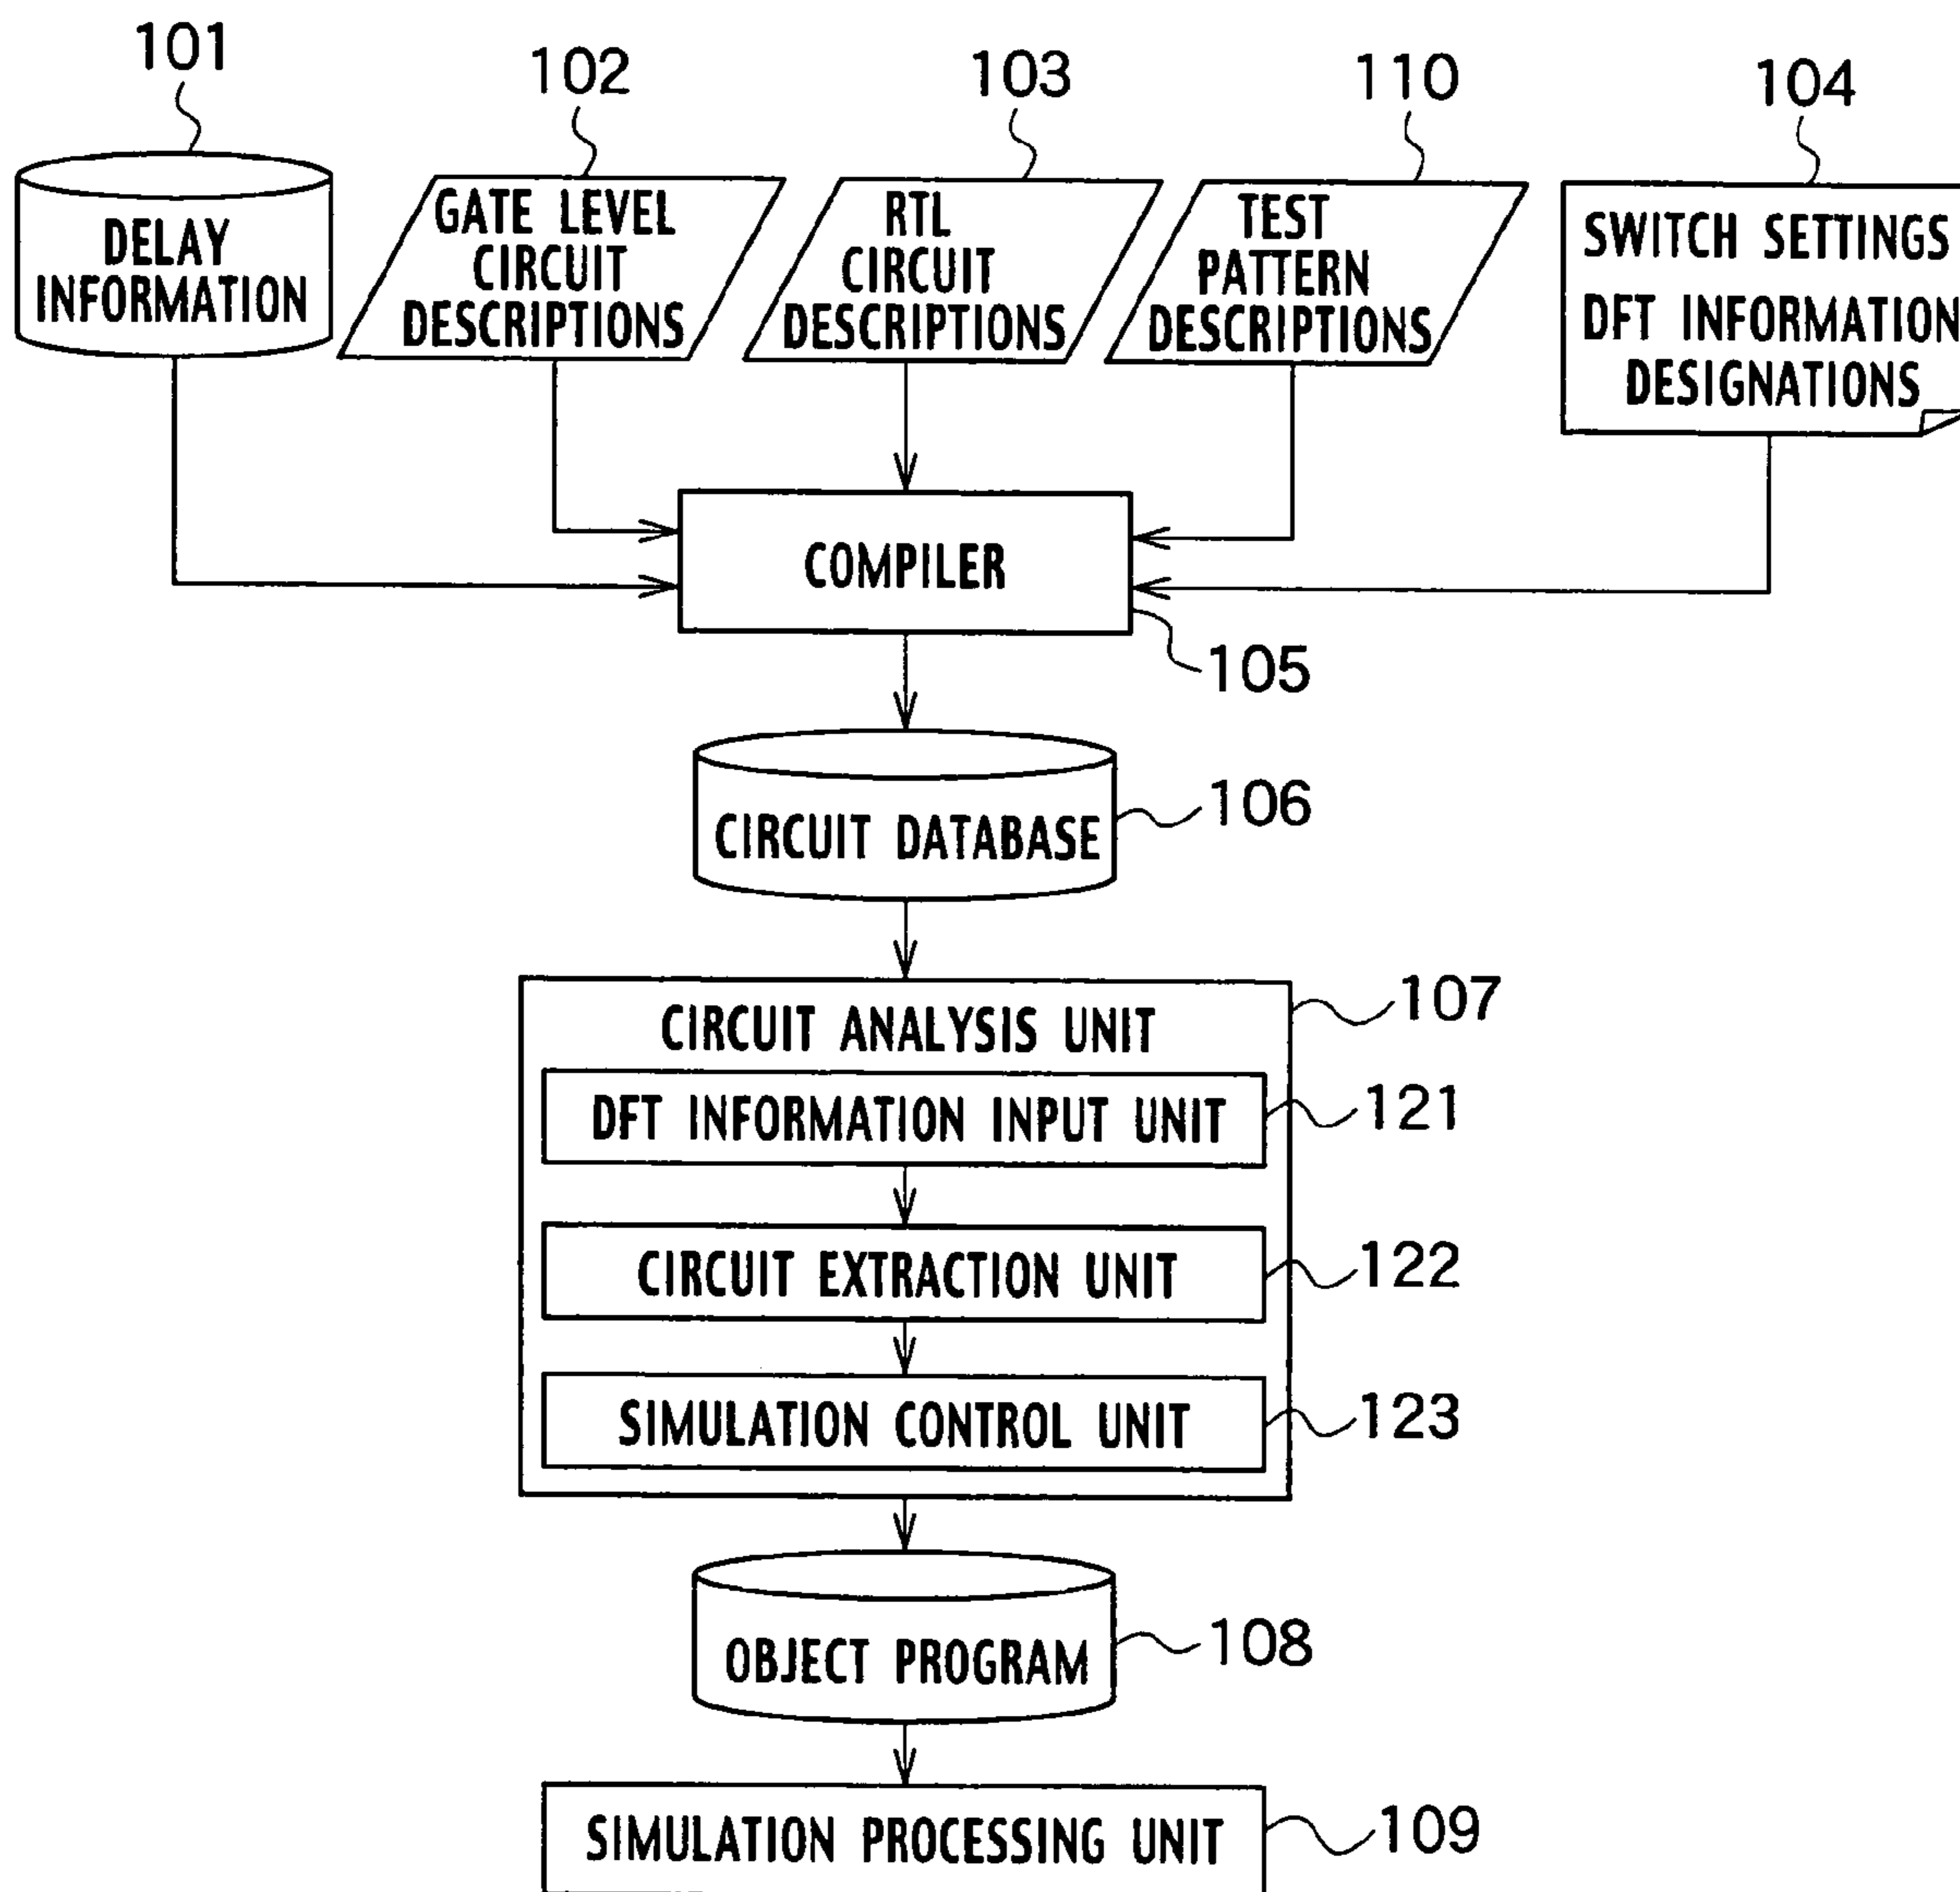 101
102
103
110
104
DELAY
INFORMATION
GATE LEVEL
CIRCUIT
DESCRIPTIONS
RTL
CIRCUIT
DESCRIPTIONS
TEST
PATTERN
DESCRIPTIONS
SWITCH SETTINGS
DFT INFORMATION
DESIGNATIONS
COMPILER
105
CIRCUIT DATABASE
106
CIRCUIT ANALYSIS UNIT
107
DFT INFORMATION INPUT UNIT
121
CIRCUIT EXTRACTION UNIT
122
SIMULATION CONTROL UNIT
123
OBJECT PROGRAM
108
SIMULATION PROCESSING UNIT
109